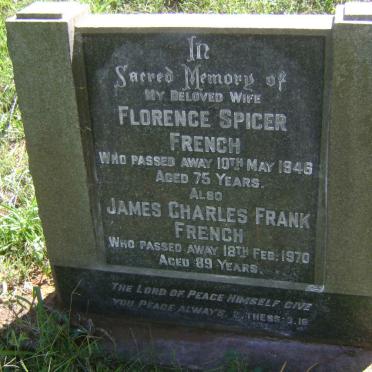 In
Sacred Memory of
My Beloved Wife
Florence Spicer
French
Who passed away 10th May 1946
Aged 75 Years.
Also
James Charles Frank
French
Who passed away 18th Feb. 1970
Aged 89 Years.
The Lord of Peace Himself give
you Peace always. Thess. 3.16